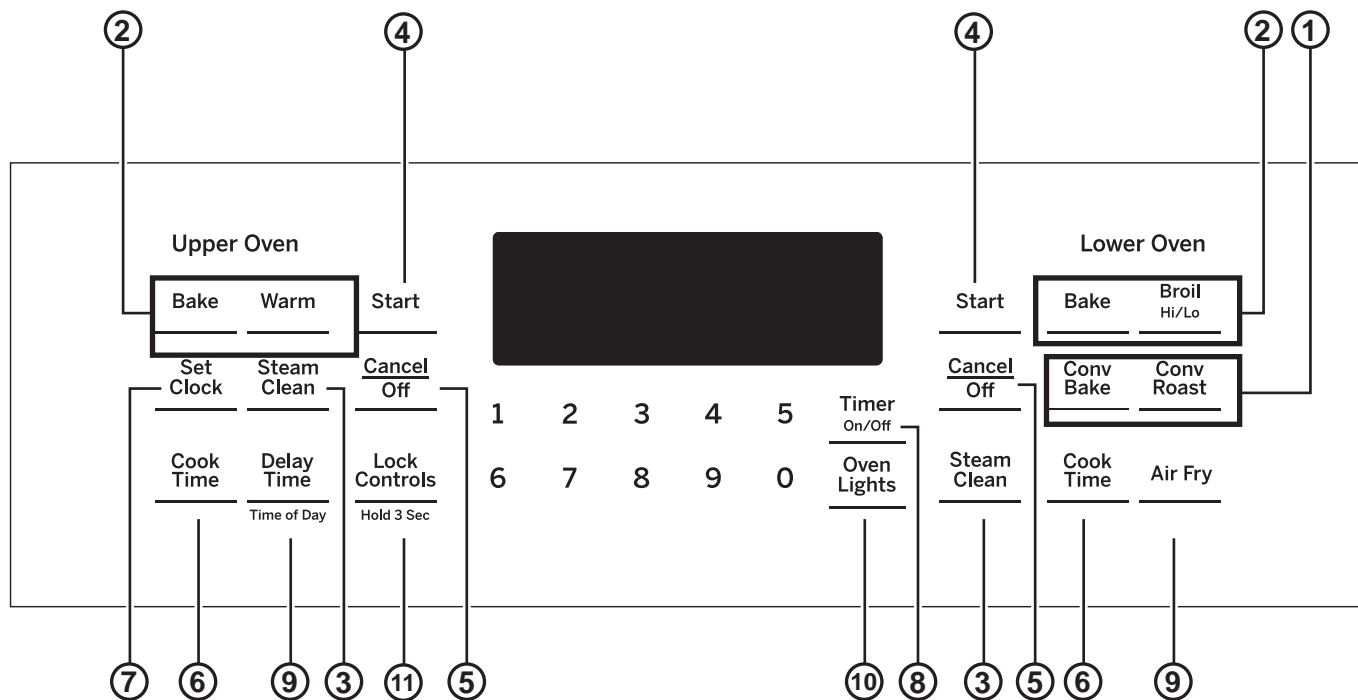 2 4 4 2 1
Upper Oven Lower Oven
Bake Warm Start Start Bake Broil
Hi/Lo
Set Steam Cancel Cancel Conv Conv
Clock Clean Off Off Bake Roast
1 2 3 4 5 Timer
On/Off
Cook Delay Lock Oven Steam Cook Air Fry
Time Time Controls 6 7 8 9 0 Lights Clean Time
Time of Day Hold 3 Sec
7 6 9 3 11 5 10 8 3 5 6 9